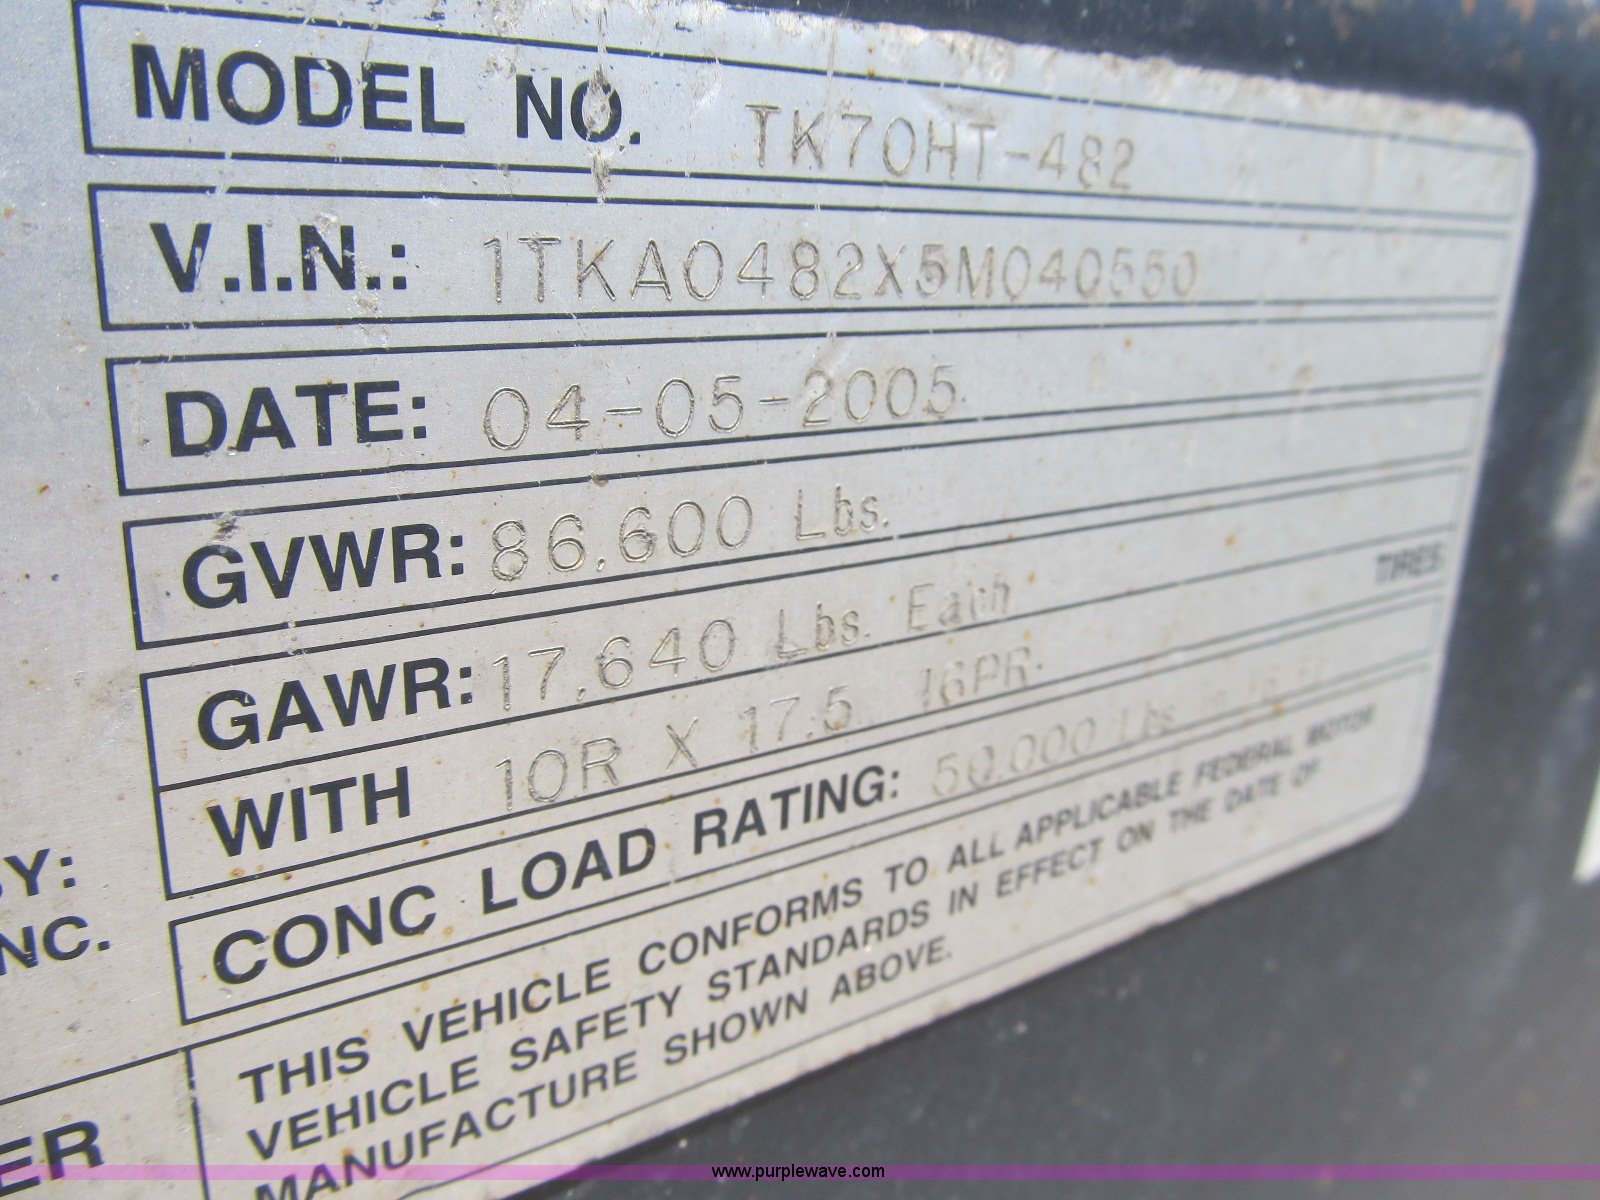 MODEL NO. TK70HT-482
V.I.N.: 1TKA0482X5M040550
DATE: 04-05-2005
GVWR: 86,600 Lbs.
GAWR: 17,640 Lbs. Each TIRES
WITH 10R X 17.5 16PR.
CONC LOAD RATING: 50,000 Lbs
THIS VEHICLE CONFORMS TO ALL APPLICABLE FEDERAL MOTOR
VEHICLE SAFETY STANDARDS IN EFFECT ON THE DATE OF
MANUFACTURE SHOWN ABOVE.
Y:
NC.
ER
www.purplewave.com